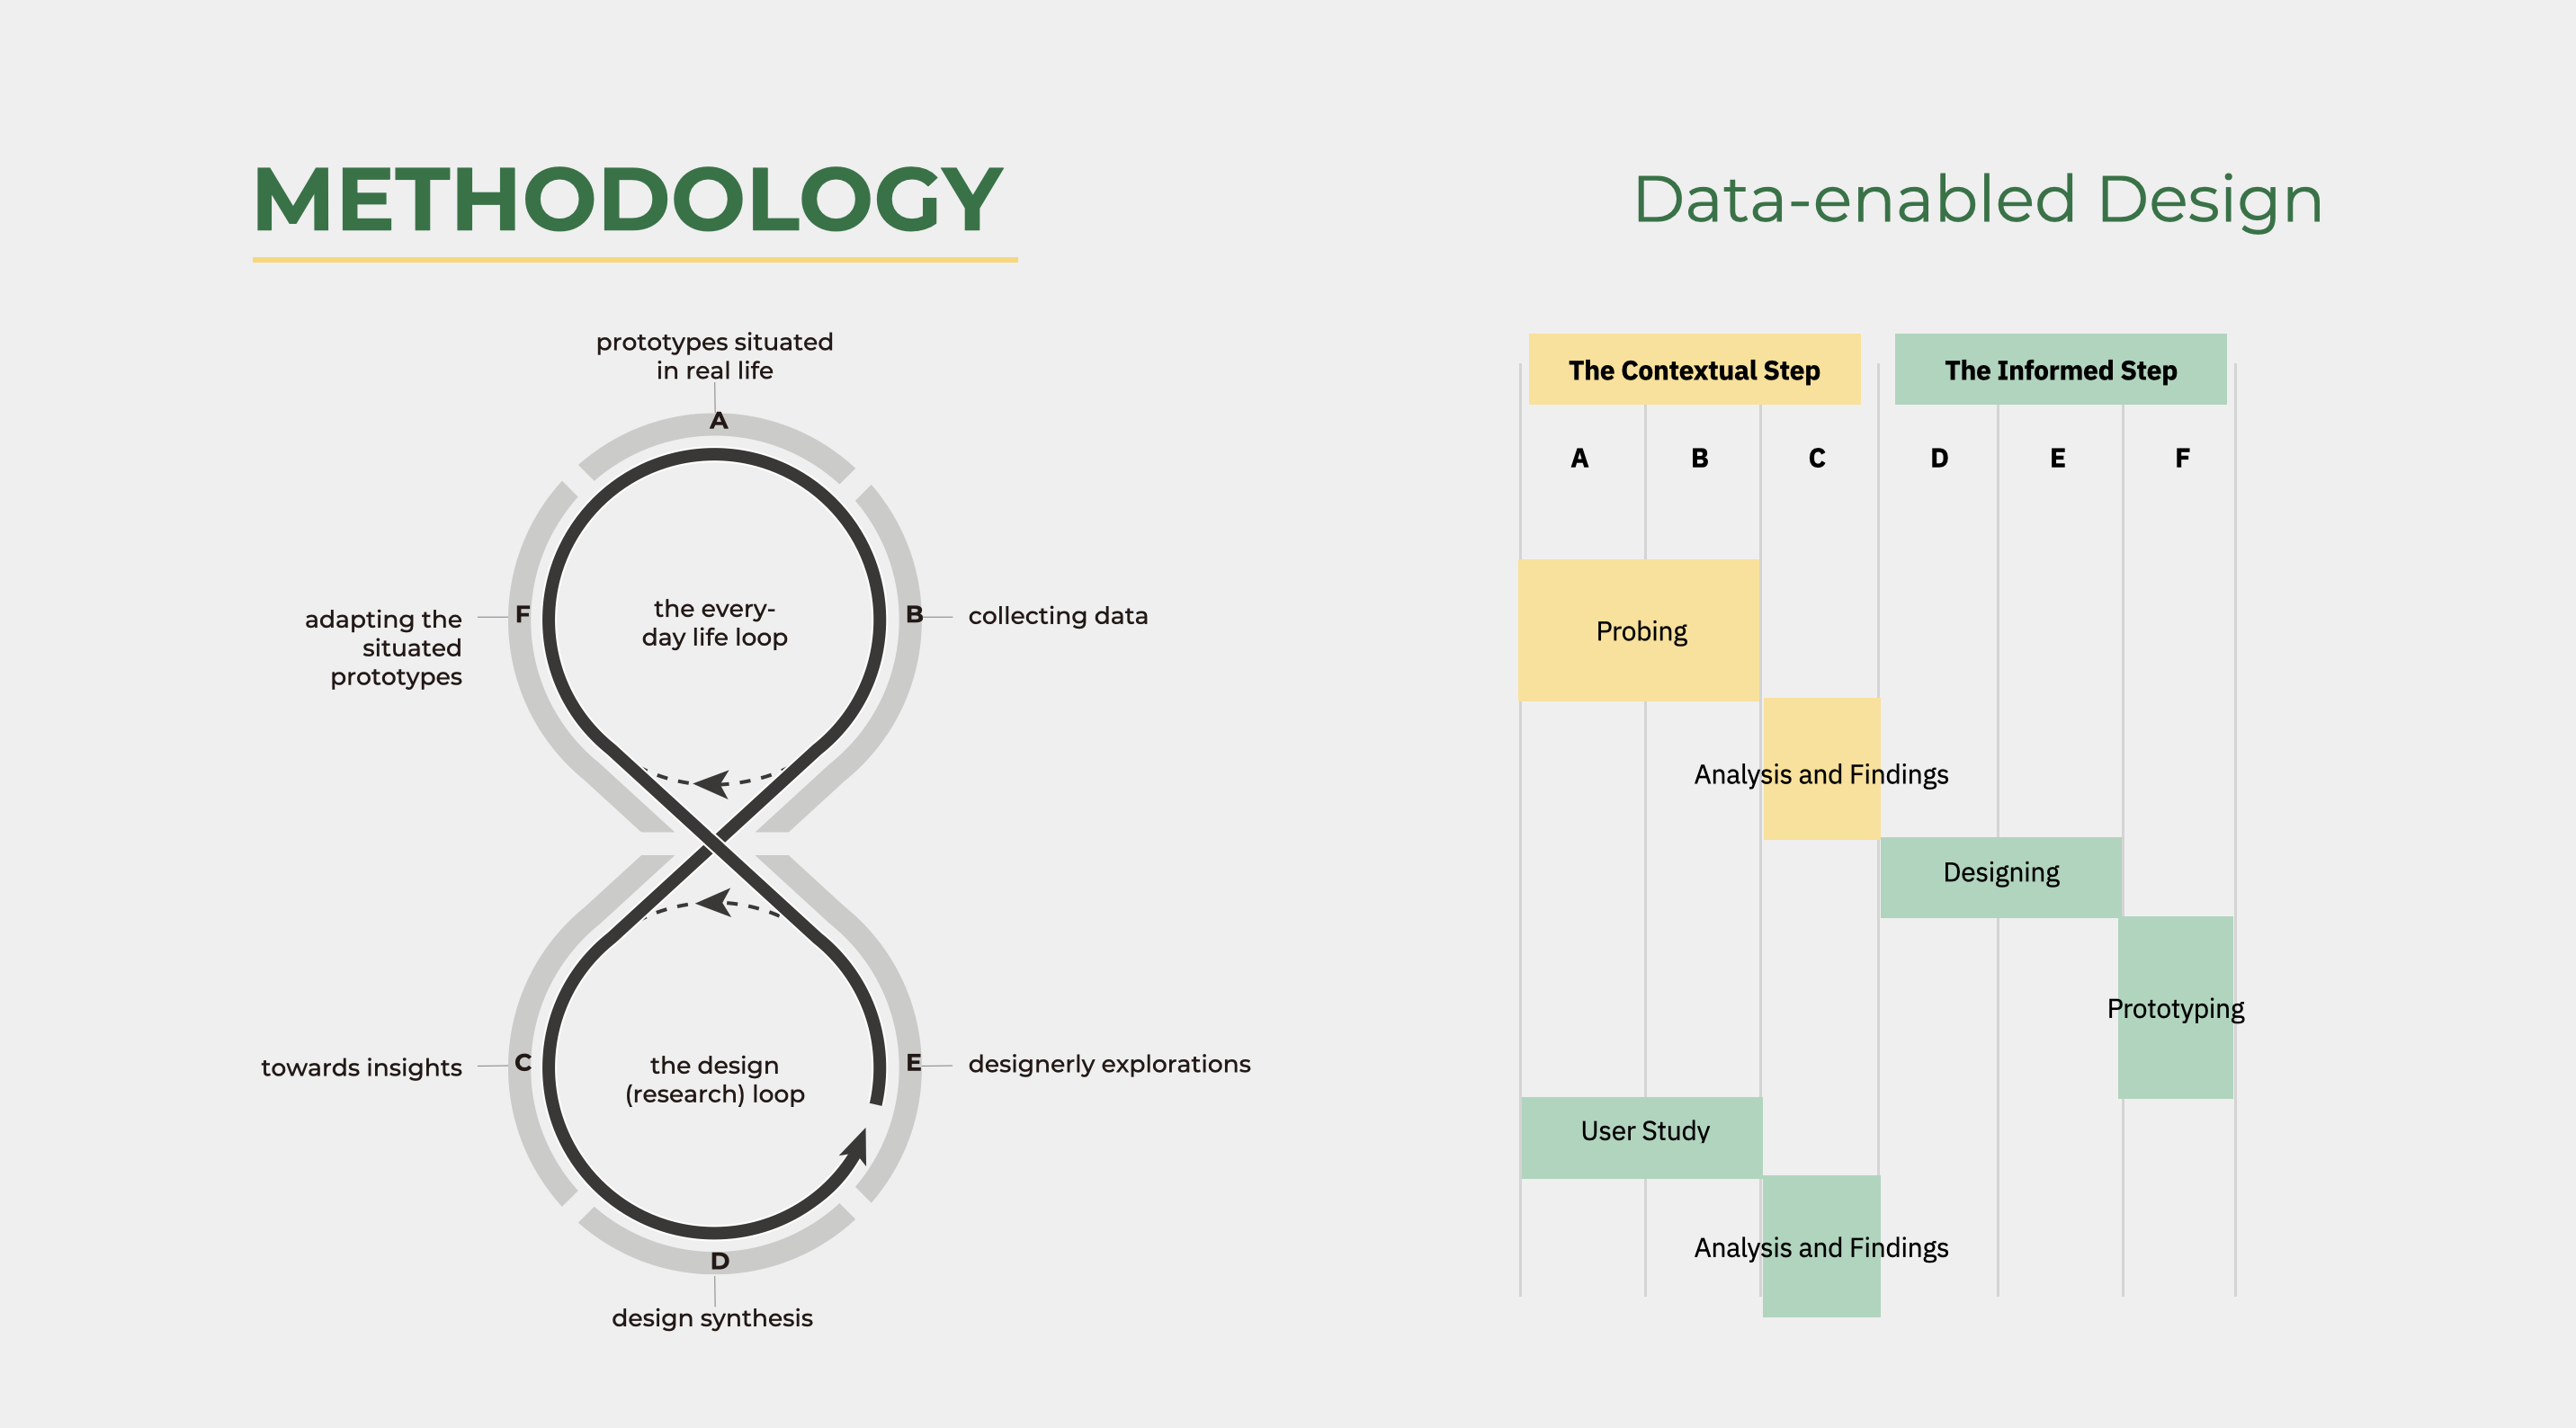 METHODOLOGY
Data-enabled Design
prototypes situated
in real life
A
F
adapting the
situated
prototypes
the every-
day life loop
B
collecting data
C
towards insights
the design
(research) loop
E
designerly explorations
D
design synthesis
The Contextual Step
The Informed Step
A B C D E F
Probing
Analysis and Findings
Designing
Prototyping
User Study
Analysis and Findings